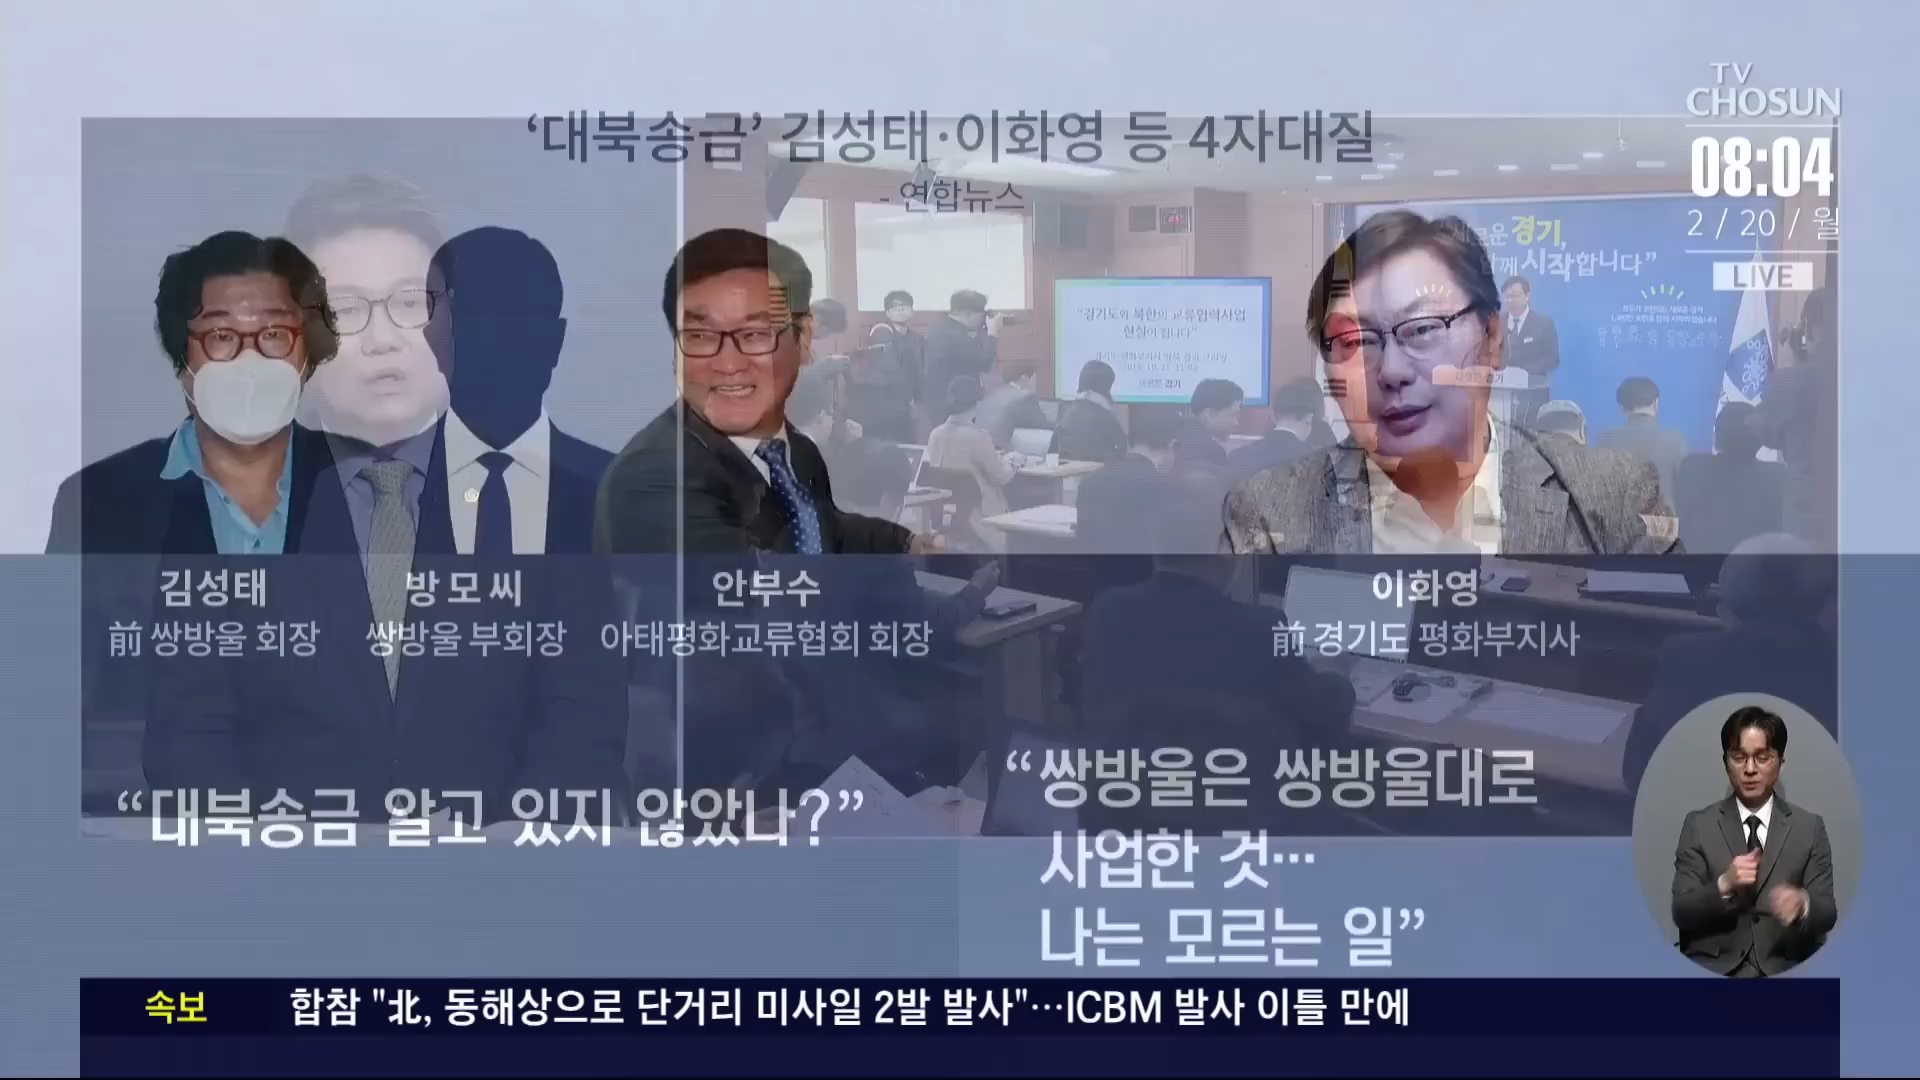 TV
CHOSUN
08:04
2 / 20 / 월
LIVE
‘대북송금’ 김성태·이화영 등 4자대질
- 연합뉴스
새로운 경기,
함께 시작합니다”
“경기도와 북한의 교류협력사업
현실이 됩니다”
새로운 경기
김성태
前 쌍방울 회장
방 모 씨
쌍방울 부회장
안부수
아태평화교류협회 회장
이화영
前 경기도 평화부지사
“대북송금 알고 있지 않았나?”
“쌍방울은 쌍방울대로
사업한 것…
나는 모르는 일”
속보
합참 "北, 동해상으로 단거리 미사일 2발 발사"…ICBM 발사 이틀 만에